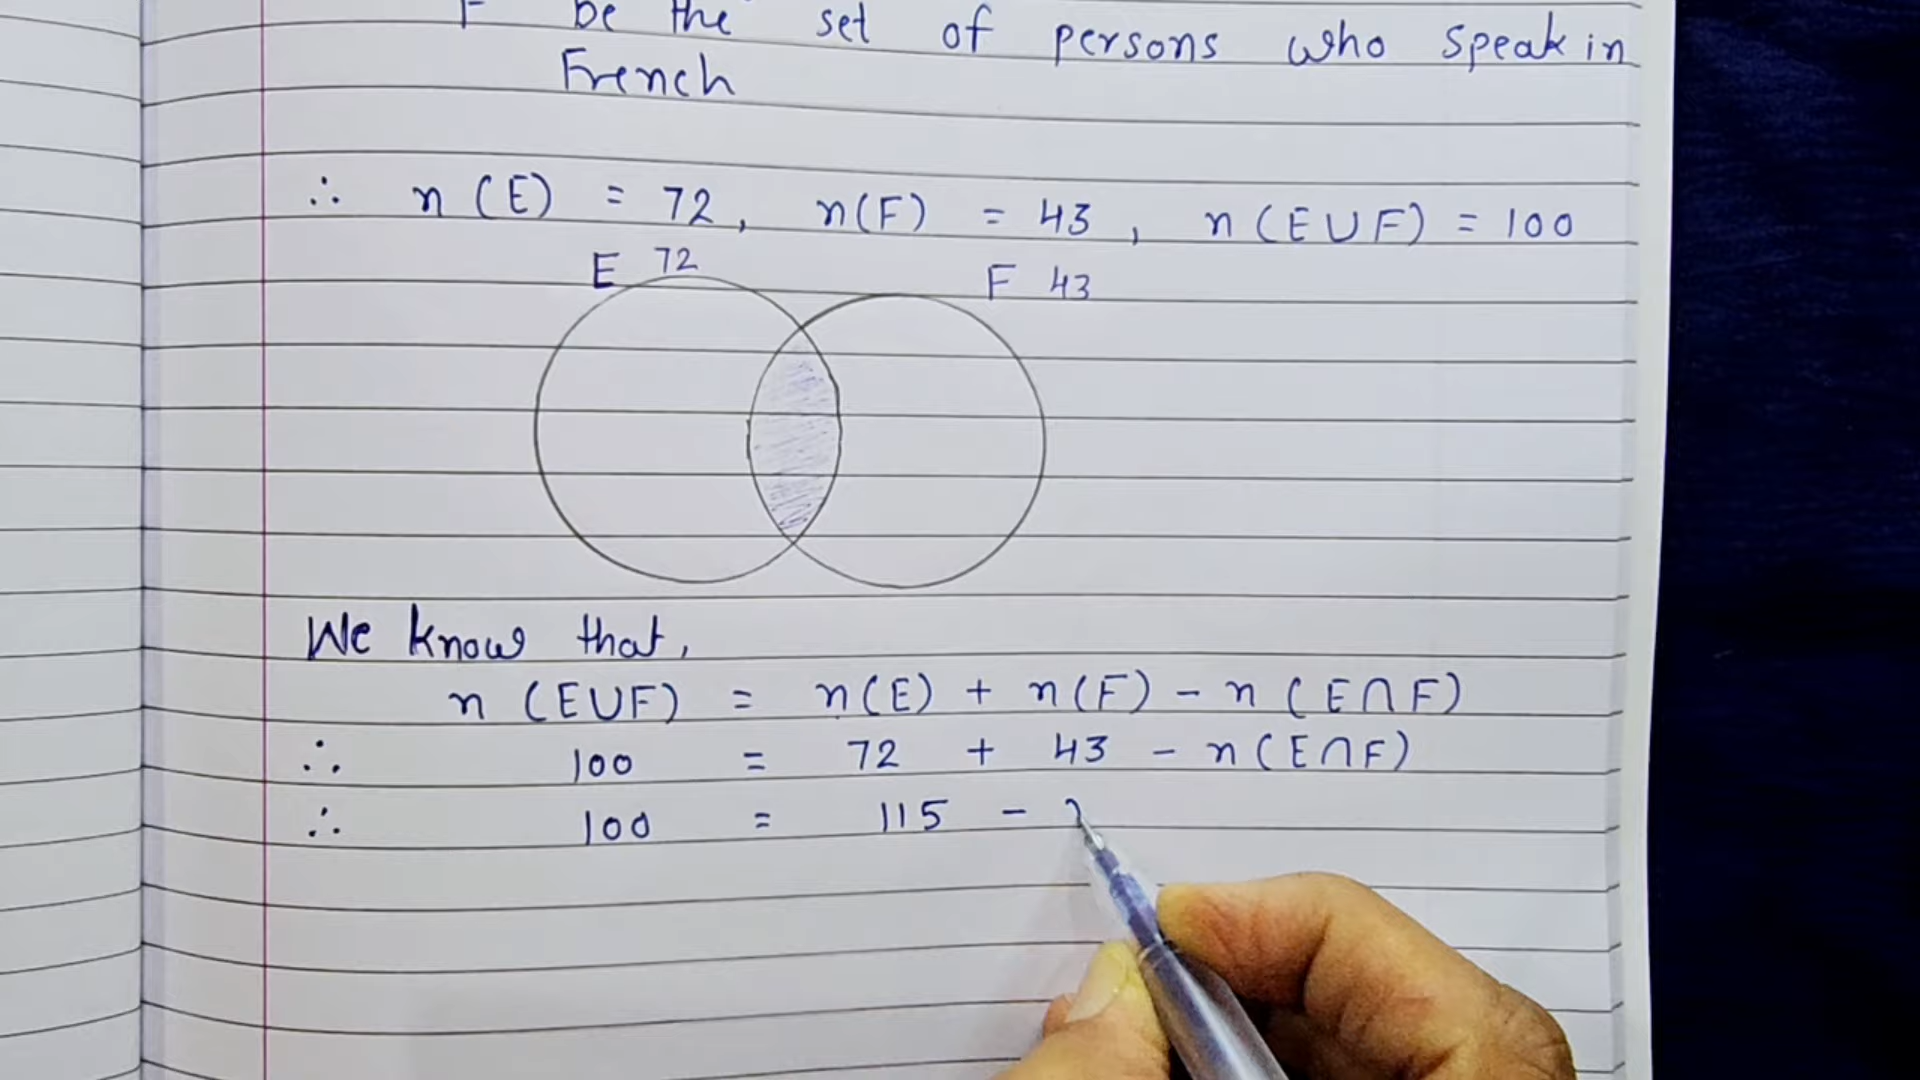 F be the set of persons who speak in
French
∴ n (E) = 72, n(F) = 43, n(E∪F) = 100
E 72 F 43
We know that,
n (E∪F) = n(E) + n(F) - n (E∩F)
∴ 100 = 72 + 43 - n(E∩F)
∴ 100 = 115 -